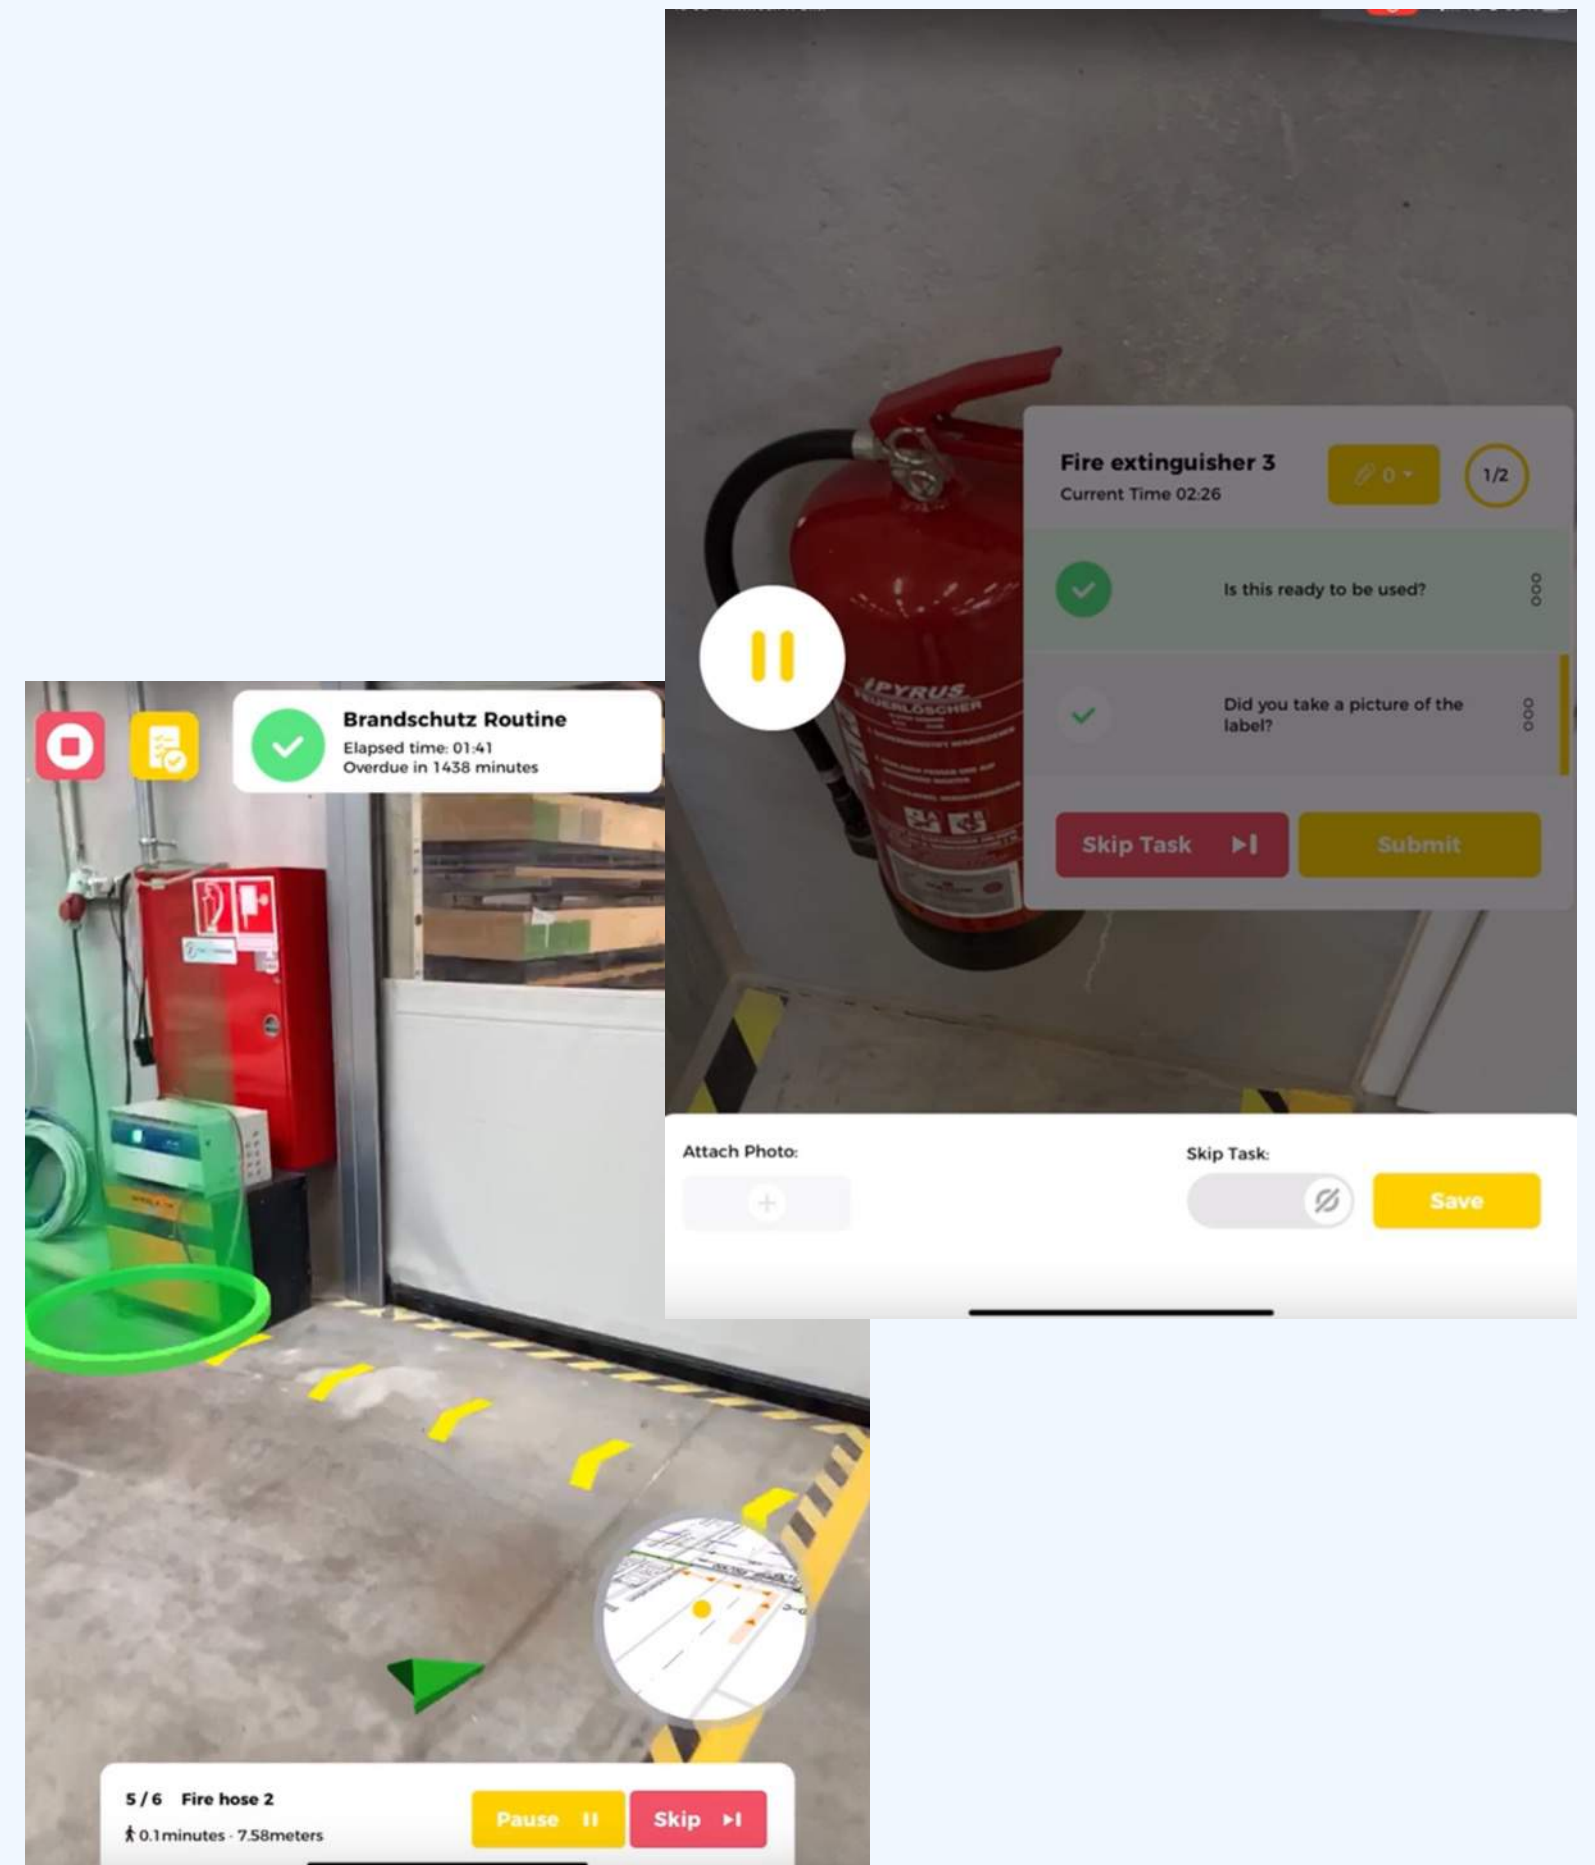 Fire extinguisher 3
Current Time 02:26
0
1/2
Is this ready to be used?
Did you take a picture of the
label?
Skip Task
Submit
PYRUS
FEUERLÖSCHER
Attach Photo:
Skip Task:
Save
Brandschutz Routine
Elapsed time: 01:41
Overdue in 1438 minutes
5 / 6 Fire hose 2
0.1minutes - 7.58meters
Pause
Skip